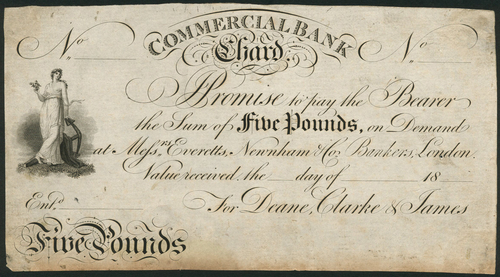 COMMERCIAL BANK
No No
Chard.
Promise to pay the Bearer
the Sum of Five Pounds, on Demand
at Messrs Everetts, Newnham & Co. Bankers, London.
Value received the day of 18
Entd. For Deane, Clarke & James
Five Pounds